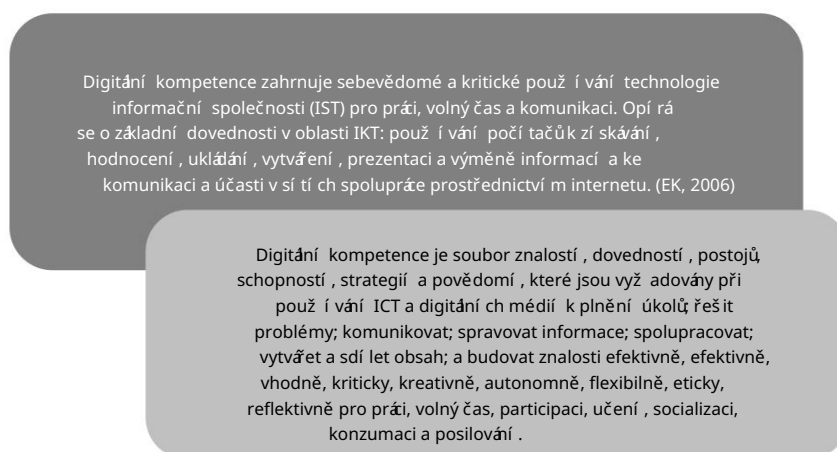 Digitální kompetence zahrnuje sebevědomé a kritické používání technologie
informační společnosti (IST) pro práci, volný čas a komunikaci. Opírá
se o základní dovednosti v oblasti IKT: používání počítačů k získávání,
hodnocení, ukládání, vytváření, prezentaci a výměně informací a ke
komunikaci a účasti v sítích spolupráce prostřednictvím internetu. (EK, 2006)
Digitální kompetence je soubor znalostí, dovedností, postojů,
schopností, strategií a povědomí, které jsou vyžadovány při
používání ICT a digitálních médií k plnění úkolů; řešit
problémy; komunikovat; spravovat informace; spolupracovat;
vytvářet a sdílet obsah; a budovat znalosti efektivně, efektivně,
vhodně, kriticky, kreativně, autonomně, flexibilně, eticky,
reflektivně pro práci, volný čas, participaci, učení, socializaci,
konzumaci a posilování.